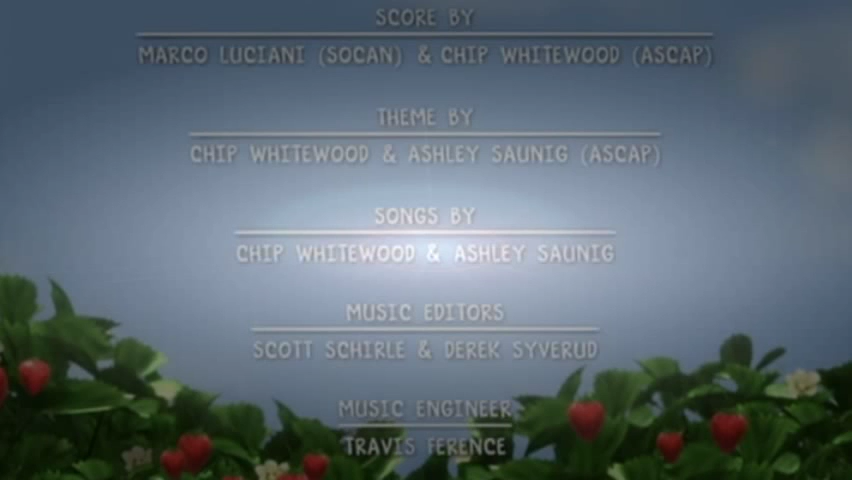 SCORE BY
MARCO LUCIANI (SOCAN) & CHIP WHITEWOOD (ASCAP)
THEME BY
CHIP WHITEWOOD & ASHLEY SAUNIG (ASCAP)
SONGS BY
CHIP WHITEWOOD & ASHLEY SAUNIG
MUSIC EDITORS
SCOTT SCHIRLE & DEREK SYVERUD
MUSIC ENGINEER
TRAVIS FERENCE